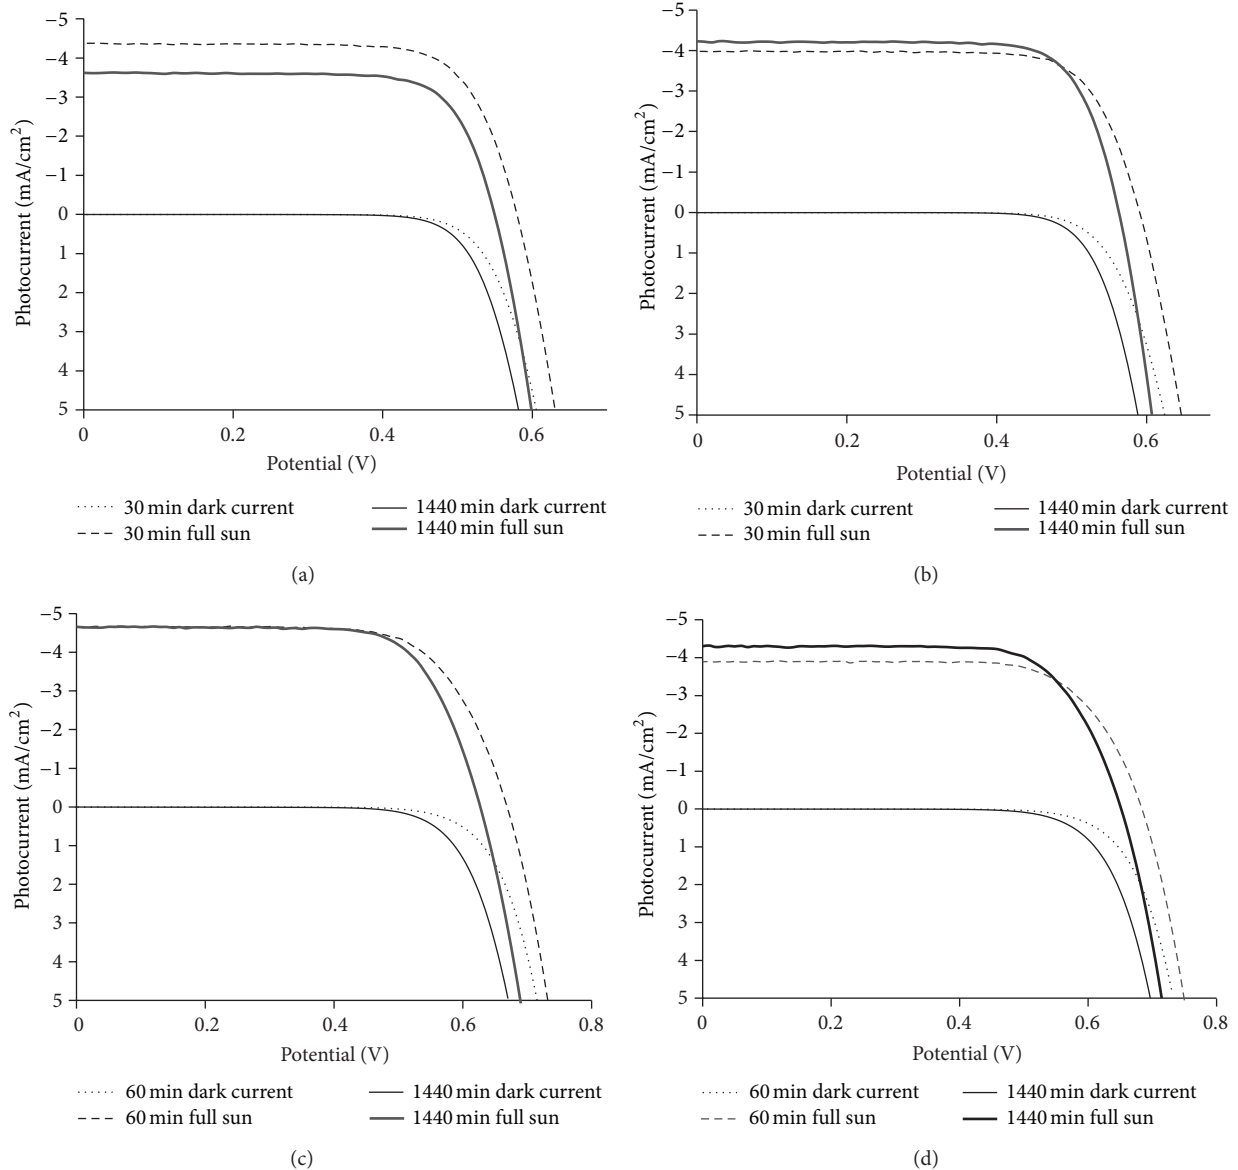 −5
−4
−3
−2
−1
0
1
2
3
4
5
Photocurrent (mA/cm²)
0 0.2 0.4 0.6
Potential (V)
30 min dark current
30 min full sun
1440 min dark current
1440 min full sun
(a)
−5
−4
−3
−2
−1
0
1
2
3
4
5
Photocurrent (mA/cm²)
0 0.2 0.4 0.6
Potential (V)
30 min dark current
30 min full sun
1440 min dark current
1440 min full sun
(b)
−5
−4
−3
−2
−1
0
1
2
3
4
5
Photocurrent (mA/cm²)
0 0.2 0.4 0.6 0.8
Potential (V)
60 min dark current
60 min full sun
1440 min dark current
1440 min full sun
(c)
−5
−4
−3
−2
−1
0
1
2
3
4
5
Photocurrent (mA/cm²)
0 0.2 0.4 0.6 0.8
Potential (V)
60 min dark current
60 min full sun
1440 min dark current
1440 min full sun
(d)